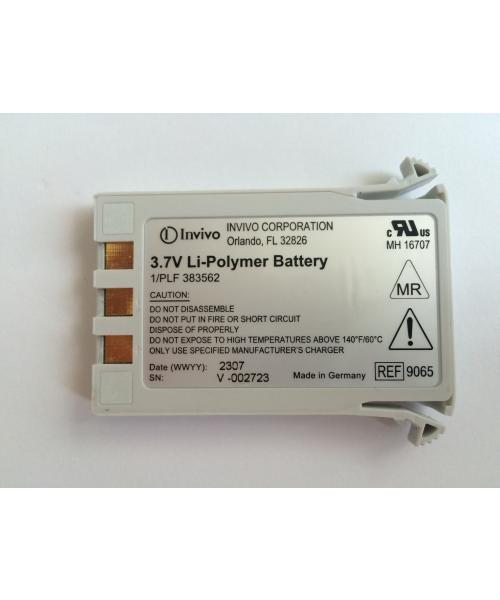 Invivo
INVIVO CORPORATION
Orlando, FL 32826
c RU US
MH 16707
3.7V Li-Polymer Battery
1/PLF 383562
MR
CAUTION:
DO NOT DISASSEMBLE
DO NOT PUT IN FIRE OR SHORT CIRCUIT
DISPOSE OF PROPERLY
DO NOT EXPOSE TO HIGH TEMPERATURES ABOVE 140°F/60°C
ONLY USE SPECIFIED MANUFACTURER'S CHARGER
Date (WWYY): 2307
SN: V -002723
Made in Germany
REF 9065